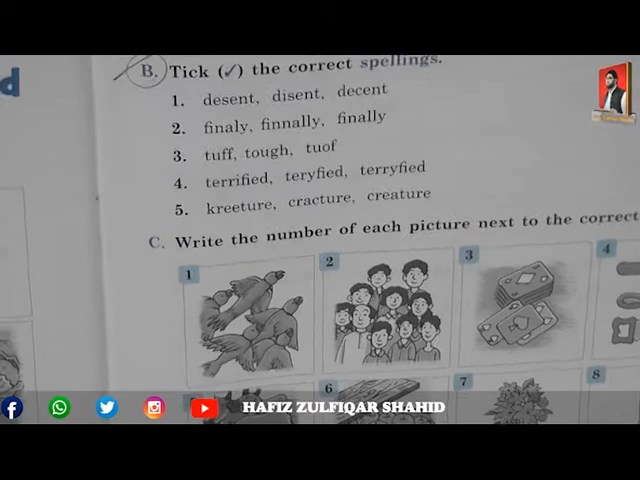 d
B. Tick (✓) the correct spellings.
1. desent, disent, decent
2. finaly, finnally, finally
3. tuff, tough, tuof
4. terrified, teryfied, terryfied
5. kreeture, cracture, creature
C. Write the number of each picture next to the correct
1 2 3 4
6 7 8
HAFIZ ZULFIQAR SHAHID